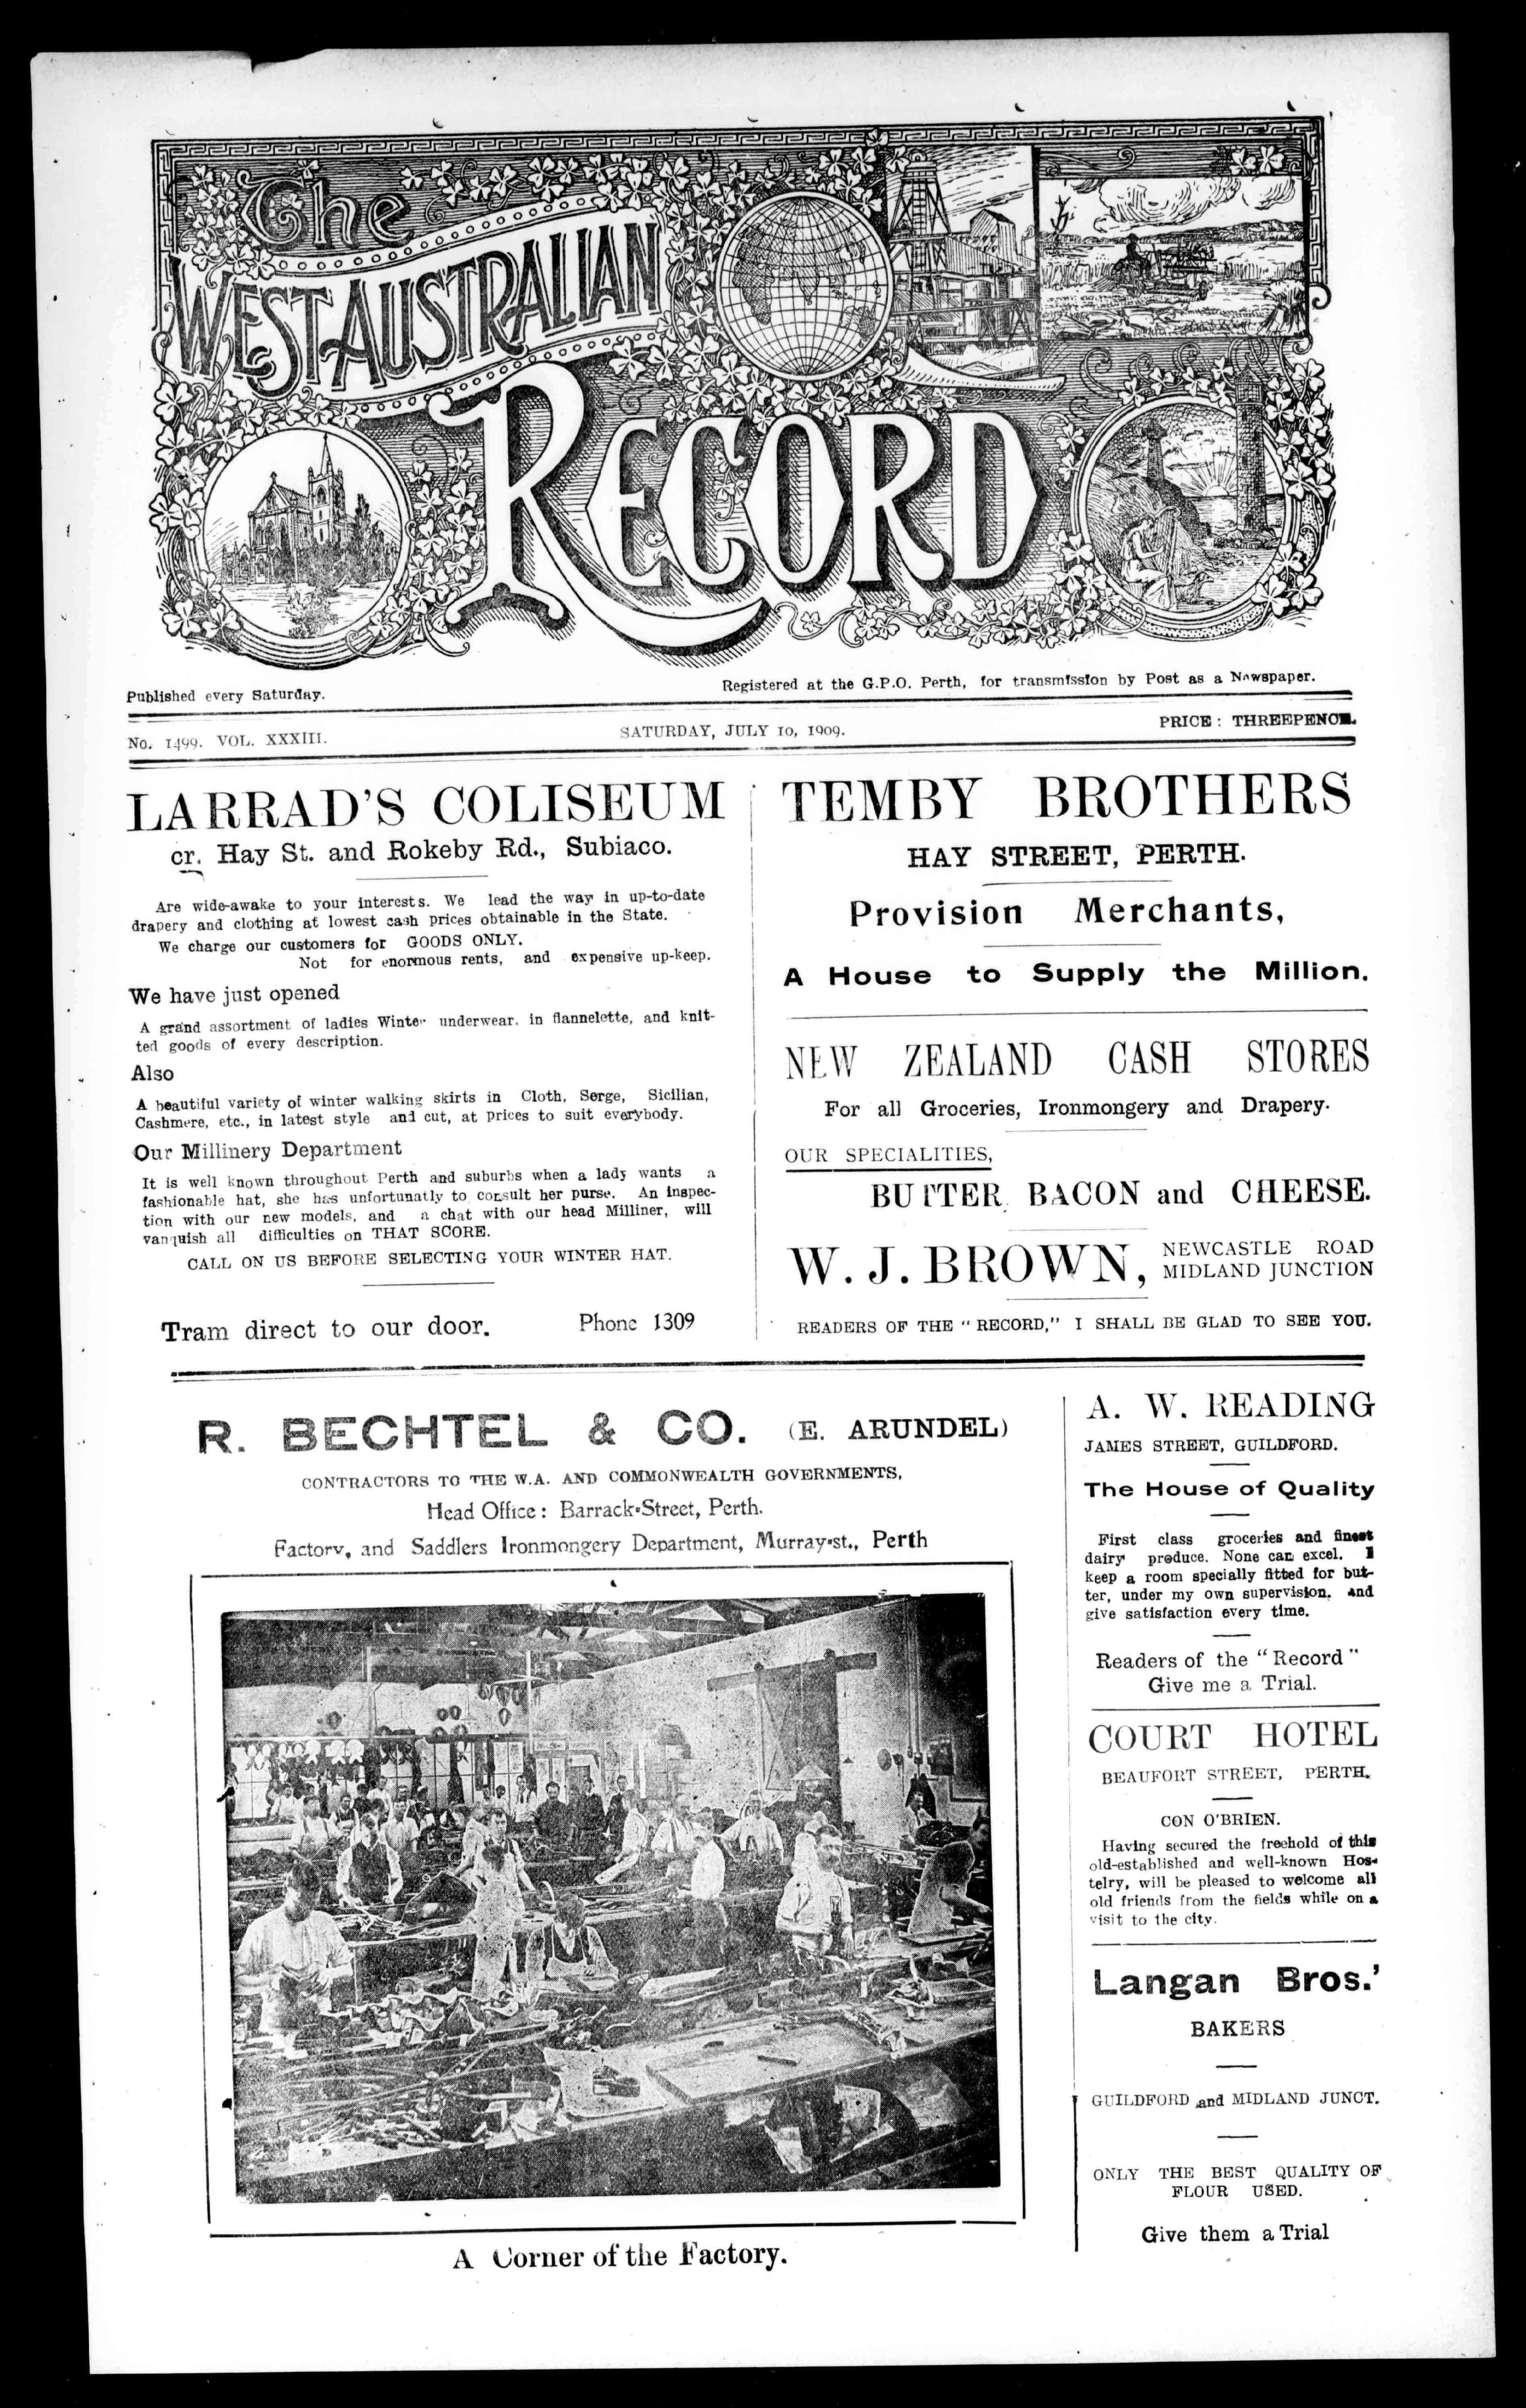 The
WEST AUSTRALIAN
RECORD
Published every Saturday.
Registered at the G.P.O. Perth, for transmission by Post as a Newspaper.
No. 1499. VOL. XXXIII.
SATURDAY, JULY 10, 1909.
PRICE : THREEPENCE.
LARRAD'S COLISEUM
cr. Hay St. and Rokeby Rd., Subiaco.
Are wide-awake to your interests. We lead the way in up-to-date
drapery and clothing at lowest cash prices obtainable in the State.
We charge our customers for GOODS ONLY.
Not for enormous rents, and expensive up-keep.
We have just opened
A grand assortment of ladies Winter underwear. in flannelette, and knit-
ted goods of every description.
Also
A beautiful variety of winter walking skirts in Cloth, Serge, Sicilian,
Cashmere, etc., in latest style and cut, at prices to suit everybody.
Our Millinery Department
It is well known throughout Perth and suburbs when a lady wants a
fashionable hat, she has unfortunatly to consult her purse. An inspec-
tion with our new models, and a chat with our head Milliner, will
vanquish all difficulties on THAT SCORE.
CALL ON US BEFORE SELECTING YOUR WINTER HAT.
Tram direct to our door. Phone 1309
TEMBY BROTHERS
HAY STREET, PERTH.
Provision Merchants,
A House to Supply the Million.
NEW ZEALAND CASH STORES
For all Groceries, Ironmongery and Drapery.
OUR SPECIALITIES,
BUTTER BACON and CHEESE.
W. J. BROWN,
NEWCASTLE ROAD
MIDLAND JUNCTION
READERS OF THE "RECORD," I SHALL BE GLAD TO SEE YOU.
R. BECHTEL & CO. (E. ARUNDEL)
CONTRACTORS TO THE W.A. AND COMMONWEALTH GOVERNMENTS,
Head Office : Barrack-Street, Perth.
Factory, and Saddlers Ironmongery Department, Murray-st., Perth
A Corner of the Factory.
A. W. READING
JAMES STREET, GUILDFORD.
The House of Quality
First class groceries and finest
dairy produce. None can excel. I
keep a room specially fitted for but-
ter, under my own supervision. and
give satisfaction every time.
Readers of the "Record"
Give me a Trial.
COURT HOTEL
BEAUFORT STREET, PERTH.
CON O'BRIEN.
Having secured the freehold of this
old-established and well-known Hos-
telry, will be pleased to welcome all
old friends from the fields while on a
visit to the city.
Langan Bros.'
BAKERS
GUILDFORD and MIDLAND JUNCT.
ONLY THE BEST QUALITY OF
FLOUR USED.
Give them a Trial